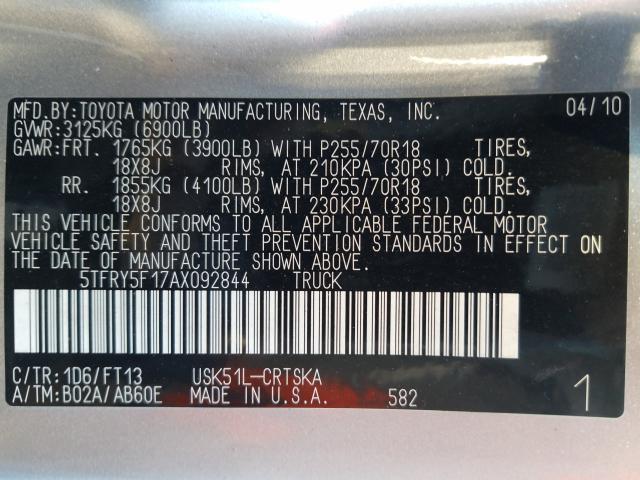 MFD.BY:TOYOTA MOTOR MANUFACTURING, TEXAS, INC. 04/10
GVWR:3125KG (6900LB)
GAWR:FRT. 1765KG (3900LB) WITH P255/70R18 TIRES,
18X8J RIMS, AT 210KPA (30PSI) COLD.
RR. 1855KG (4100LB) WITH P255/70R18 TIRES,
18X8J RIMS, AT 230KPA (33PSI) COLD.
THIS VEHICLE CONFORMS TO ALL APPLICABLE FEDERAL MOTOR
VEHICLE SAFETY AND THEFT PREVENTION STANDARDS IN EFFECT ON
THE DATE OF MANUFACTURE SHOWN ABOVE.
5TFRY5F17AX092844 TRUCK
C/TR: 1D6/FT13 USK51L-CRTSKA
A/TM: B02A/AB60E MADE IN U.S.A. 582 1